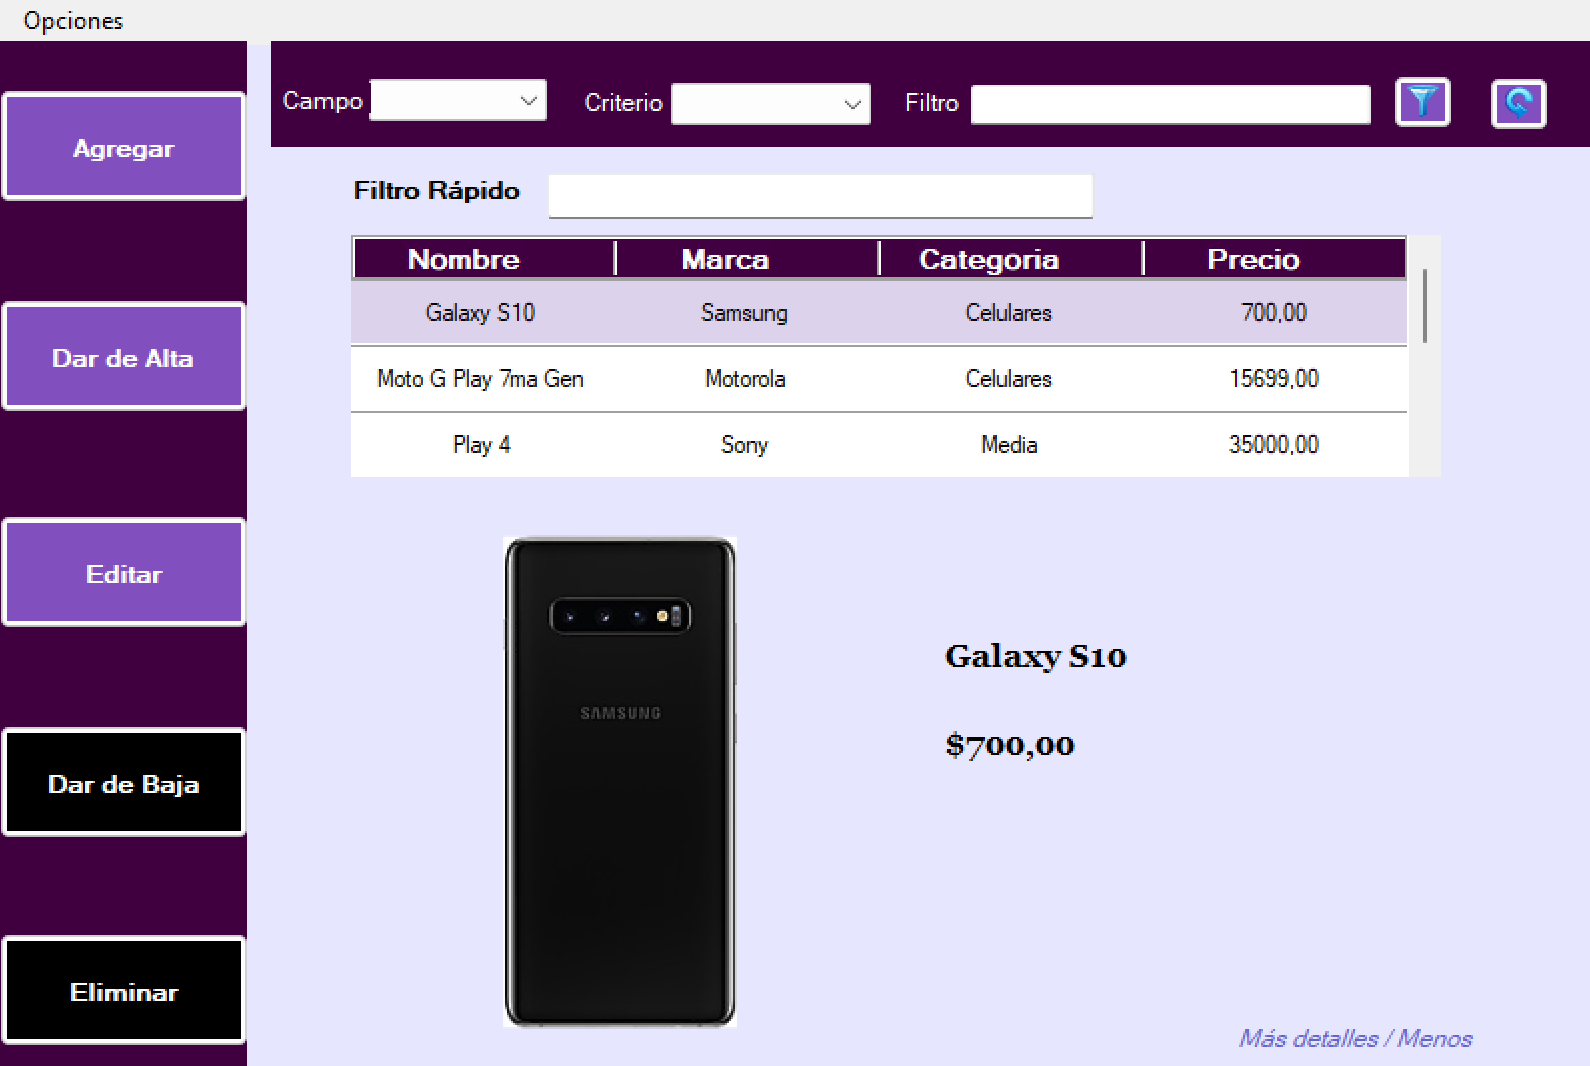 Opciones
Campo Criterio Filtro
Agregar
Filtro Rápido
Nombre Marca Categoria Precio
Galaxy S10 Samsung Celulares 700,00
Dar de Alta
Moto G Play 7ma Gen Motorola Celulares 15699,00
Play 4 Sony Media 35000,00
Editar
SAMSUNG
Galaxy S10
$700,00
Dar de Baja
Eliminar
Más detalles / Menos